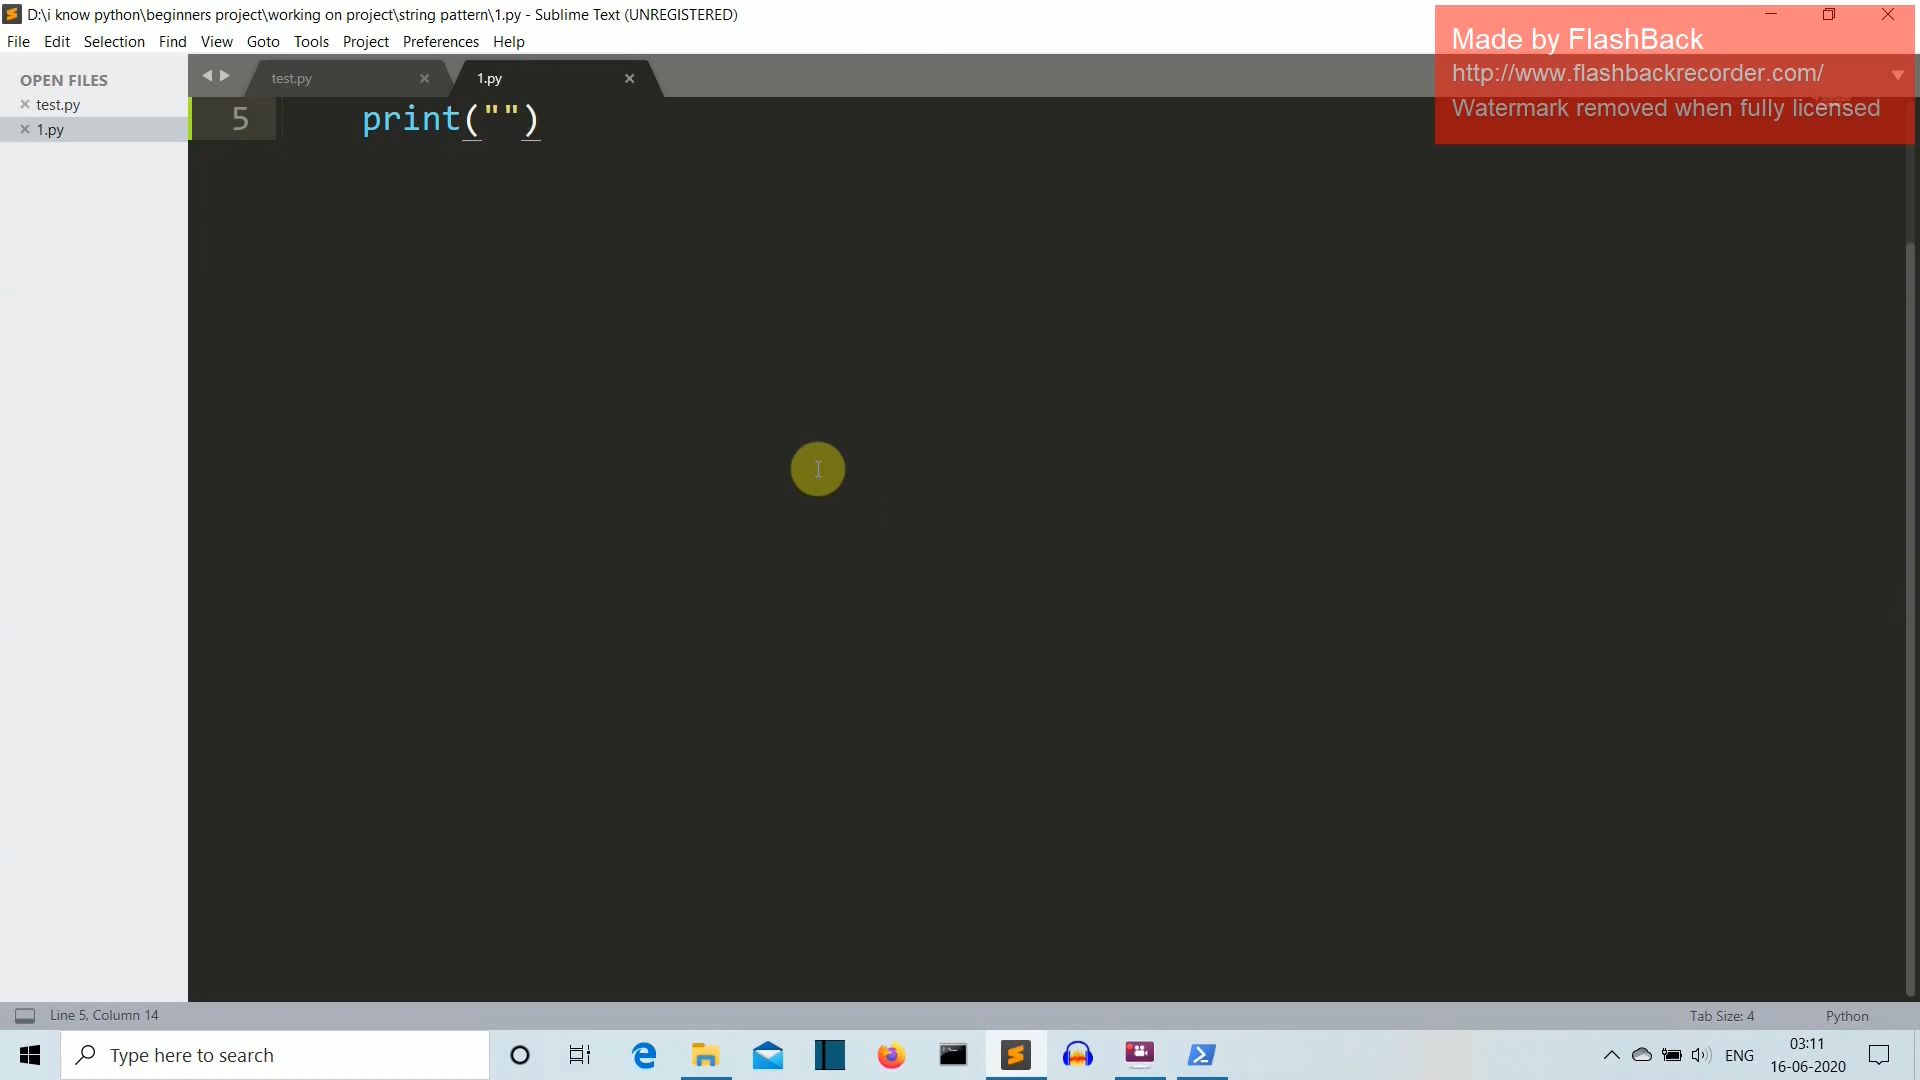 D:\i know python\beginners project\working on project\string pattern\1.py - Sublime Text (UNREGISTERED)
File Edit Selection Find View Goto Tools Project Preferences Help
Made by FlashBack
http://www.flashbackrecorder.com/
Watermark removed when fully licensed
OPEN FILES
test.py
1.py
test.py
1.py
5 print("")
Line 5, Column 14
Tab Size: 4
Python
Type here to search
ENG
03:11
16-06-2020